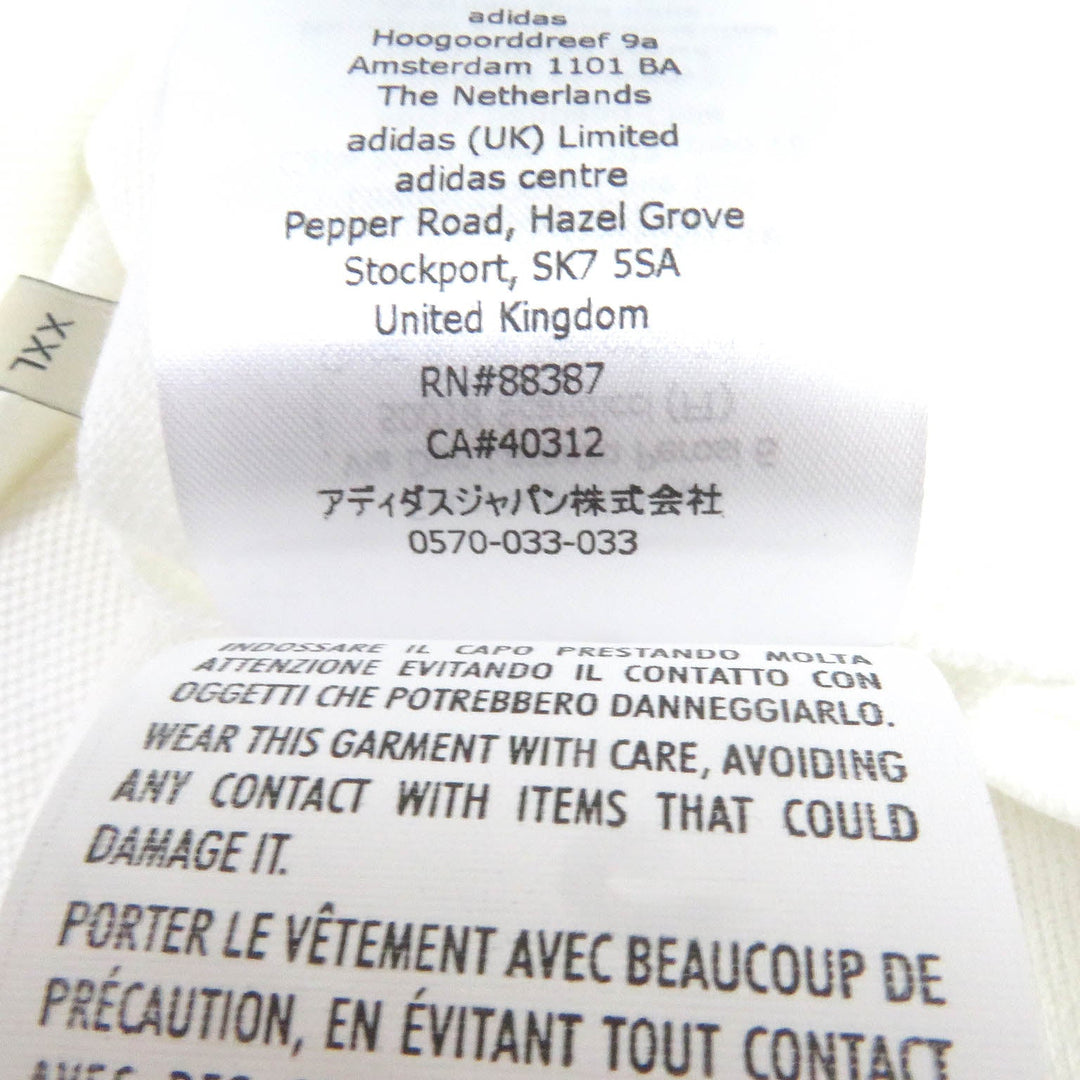 adidas
Hoogoorddreef 9a
Amsterdam 1101 BA
The Netherlands
adidas (UK) Limited
adidas centre
Pepper Road, Hazel Grove
Stockport, SK7 5SA
United Kingdom
RN#88387
CA#40312
アディダスジャパン株式会社
0570-033-033
XXL
INDOSSARE IL CAPO PRESTANDO MOLTA
ATTENZIONE EVITANDO IL CONTATTO CON
OGGETTI CHE POTREBBERO DANNEGGIARLO.
WEAR THIS GARMENT WITH CARE, AVOIDING
ANY CONTACT WITH ITEMS THAT COULD
DAMAGE IT.
PORTER LE VÊTEMENT AVEC BEAUCOUP DE
PRÉCAUTION, EN ÉVITANT TOUT CONTACT
AVEC DES